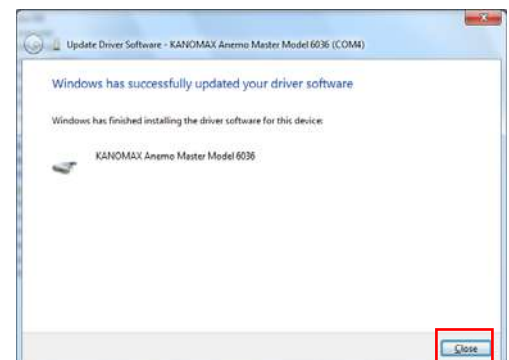 Update Driver Software - KANOMAX Anemo Master Model 6036 (COM4)
Windows has successfully updated your driver software
Windows has finished installing the driver software for this device:
KANOMAX Anemo Master Model 6036
Close